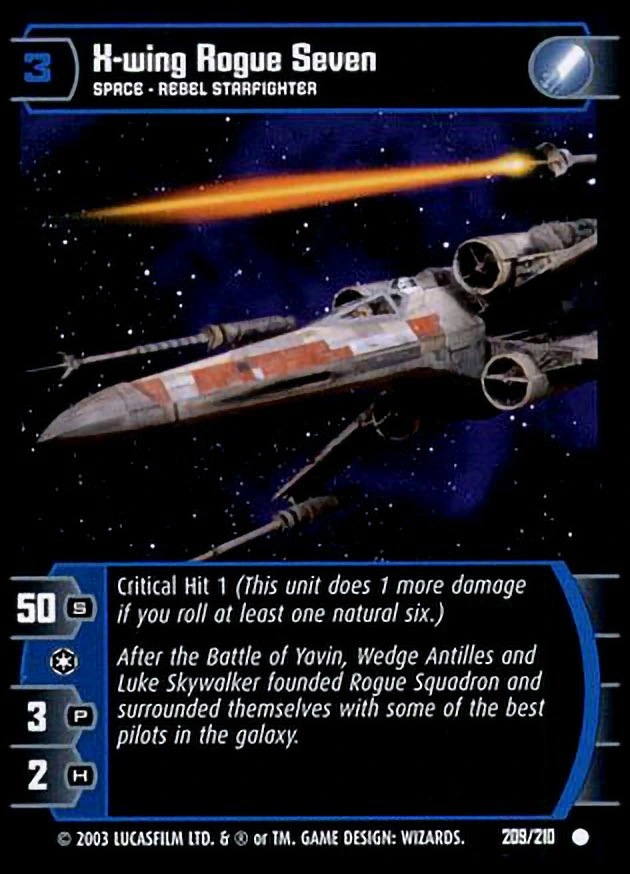 3
X-wing Rogue Seven
SPACE - REBEL STARFIGHTER
50 S
3 P
2 H
Critical Hit 1 (This unit does 1 more damage
if you roll at least one natural six.)
After the Battle of Yavin, Wedge Antilles and
Luke Skywalker founded Rogue Squadron and
surrounded themselves with some of the best
pilots in the galaxy.
© 2003 LUCASFILM LTD. & ® or TM. GAME DESIGN: WIZARDS. 209/210